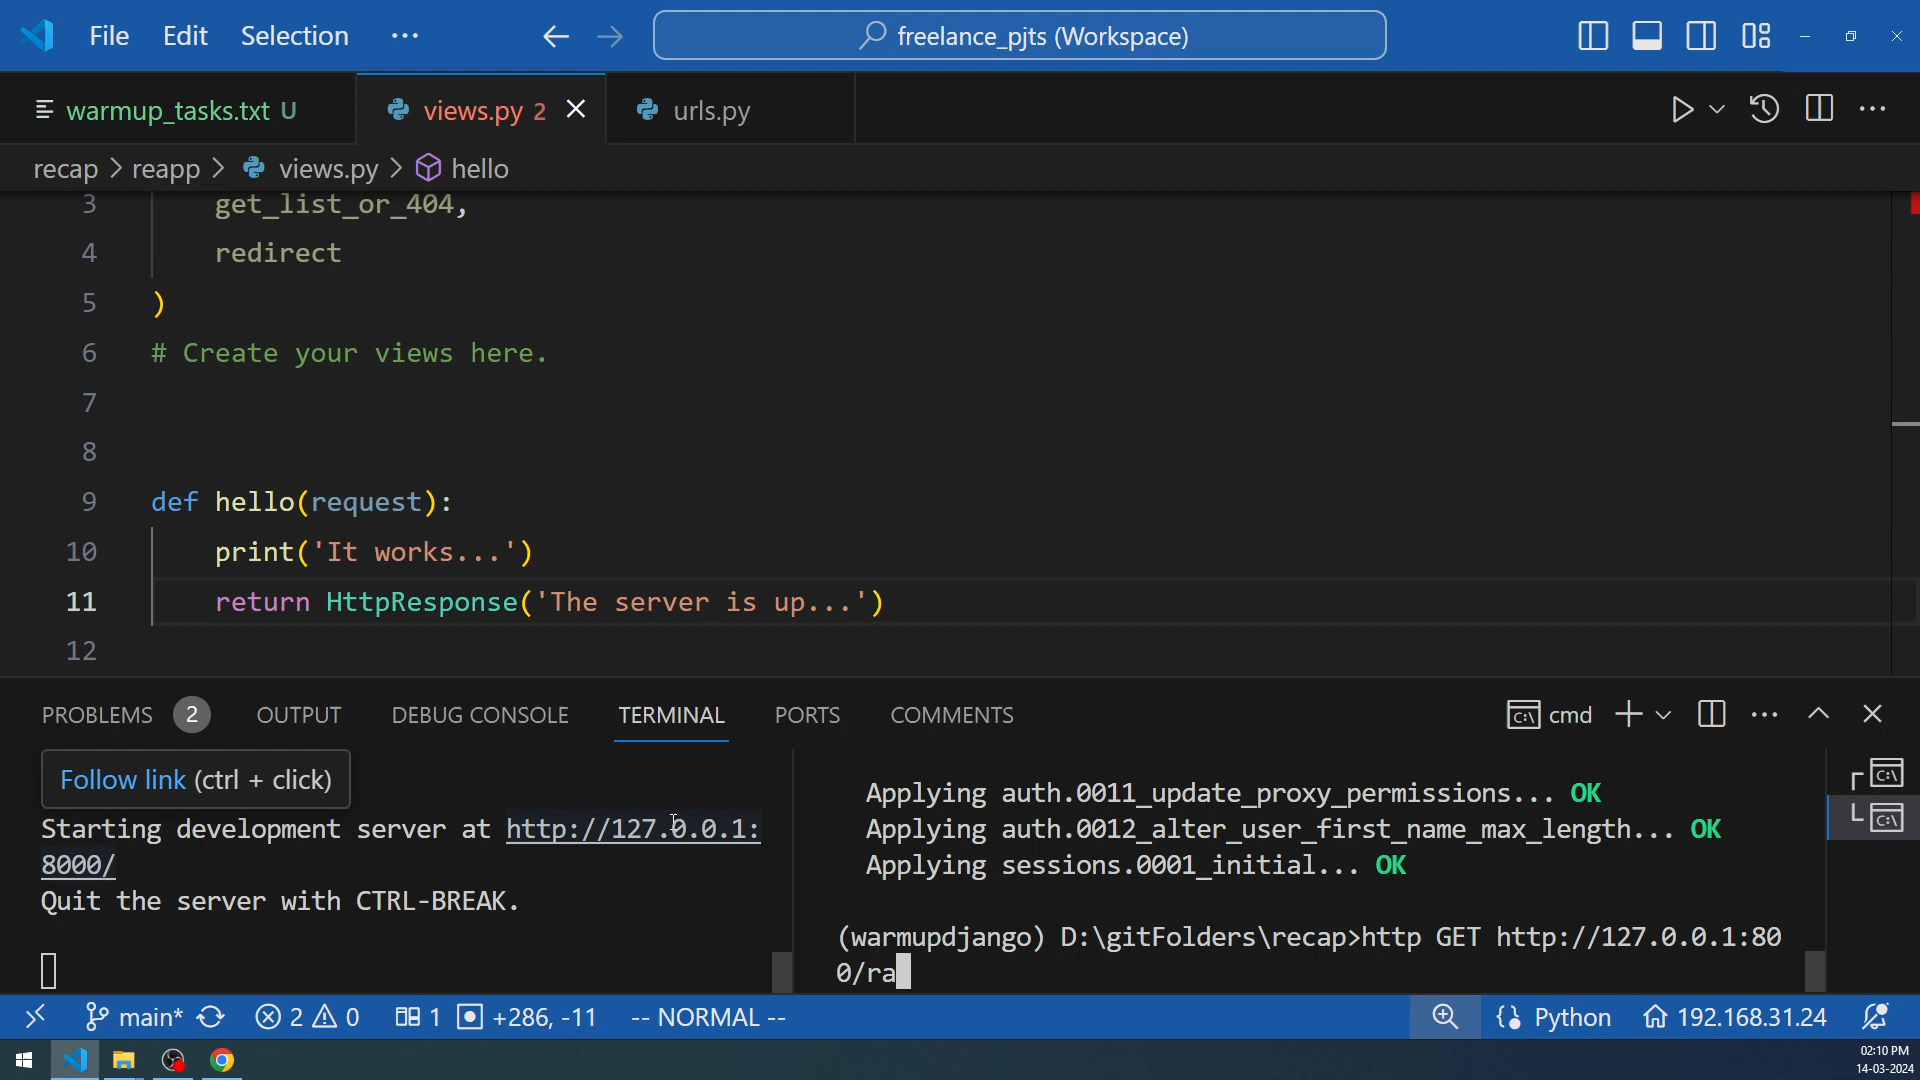 File Edit Selection ··· freelance_pjts (Workspace)
warmup_tasks.txt U views.py 2 urls.py
recap > reapp > views.py > hello
3 get_list_or_404,
4 redirect
5 )
6 # Create your views here.
7
8
9 def hello(request):
10 print('It works...')
11 return HttpResponse('The server is up...')
12
PROBLEMS 2 OUTPUT DEBUG CONSOLE TERMINAL PORTS COMMENTS cmd
Follow link (ctrl + click)
Starting development server at http://127.0.0.1:
8000/
Quit the server with CTRL-BREAK.
Applying auth.0011_update_proxy_permissions... OK
Applying auth.0012_alter_user_first_name_max_length... OK
Applying sessions.0001_initial... OK
(warmupdjango) D:\gitFolders\recap>http GET http://127.0.0.1:80
0/ra
main* 2 0 1 +286, -11 -- NORMAL -- Python 192.168.31.24
02:10 PM
14-03-2024